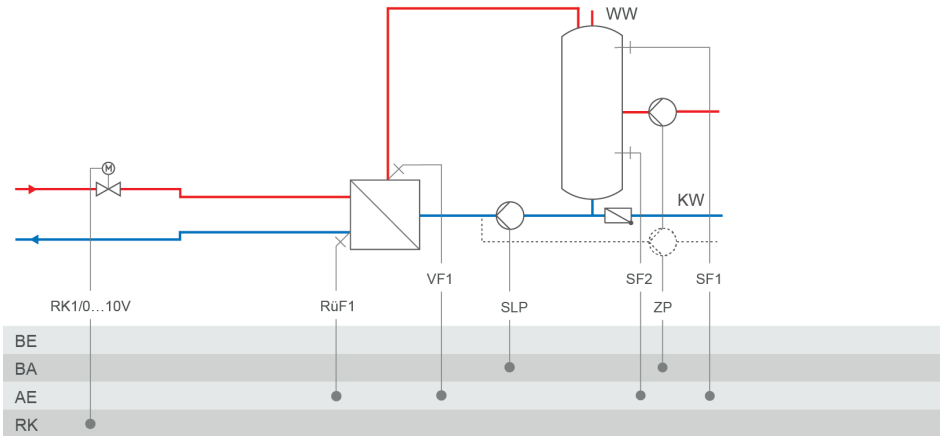 WW
M
KW
VF1
SF2
SF1
RK1/0...10V
RüF1
SLP
ZP
BE
BA
AE
RK